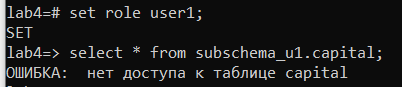 lab4=# set role user1;
SET
lab4=> select * from subschema_u1.capital;
ОШИБКА:  нет доступа к таблице capital